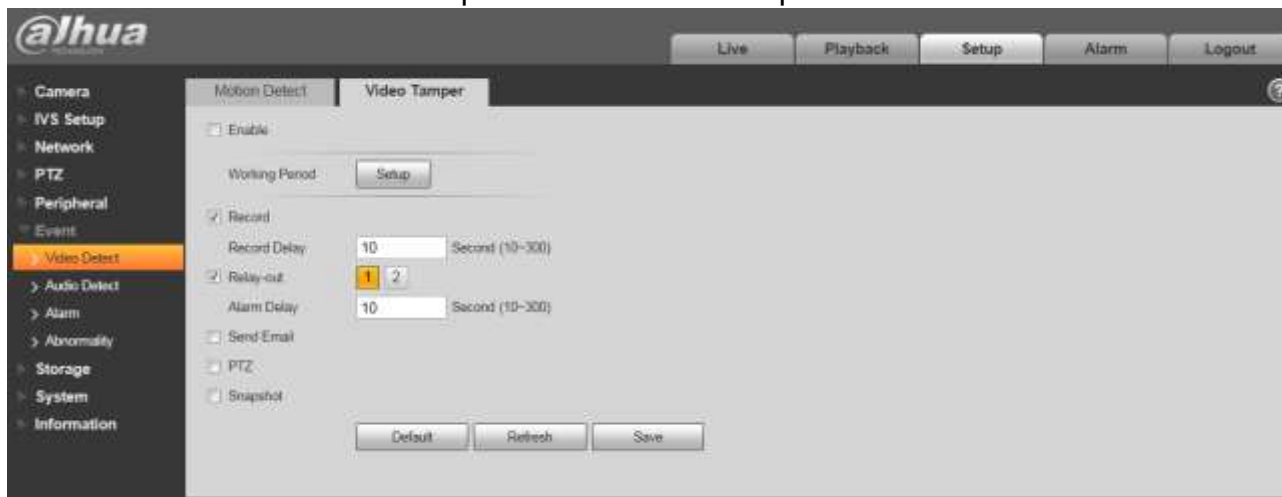 alhua
TECHNOLOGY
Live Playback Setup Alarm Logout
Camera
IVS Setup
Network
PTZ
Peripheral
Event
Video Detect
Audio Detect
Alarm
Abnormality
Storage
System
Information
Motion Detect Video Tamper
?
Enable
Working Period Setup
Record
Record Delay 10 Second (10~300)
Relay-out 1 2
Alarm Delay 10 Second (10~300)
Send Email
PTZ
Snapshot
Default Refresh Save